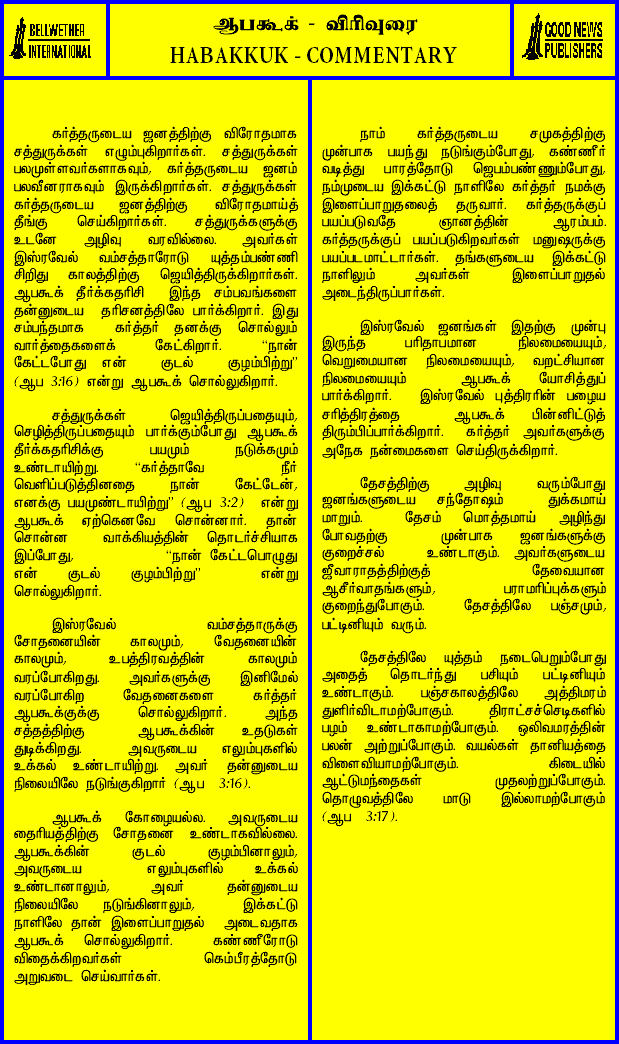 BELLWETHER
INTERNATIONAL
ஆபகூக் - விரிவுரை
HABAKKUK - COMMENTARY
GOOD NEWS
PUBLISHERS
கர்த்தருடைய ஜனத்திற்கு விரோதமாக
சத்துருக்கள் எழும்புகிறார்கள். சத்துருக்கள்
பலமுள்ளவர்களாகவும், கர்த்தருடைய ஜனம்
பலவீனராகவும் இருக்கிறார்கள். சத்துருக்கள்
கர்த்தருடைய ஜனத்திற்கு விரோதமாய்த்
தீங்கு செய்கிறார்கள். சத்துருக்களுக்கு
உடனே அழிவு வரவில்லை. அவர்கள்
இஸ்ரவேல் வம்சத்தாரோடு யுத்தம்பண்ணி
சிறிது காலத்திற்கு ஜெயித்திருக்கிறார்கள்.
ஆபகூக் தீர்க்கதரிசி இந்த சம்பவங்களை
தன்னுடைய தரிசனத்திலே பார்க்கிறார். இது
சம்பந்தமாக கர்த்தர் தனக்கு சொல்லும்
வார்த்தைகளைக் கேட்கிறார். “நான்
கேட்டபோது என் குடல் குழம்பிற்று”
(ஆப 3:16) என்று ஆபகூக் சொல்லுகிறார்.
சத்துருக்கள் ஜெயித்திருப்பதையும்,
செழித்திருப்பதையும் பார்க்கும்போது ஆபகூக்
தீர்க்கதரிசிக்கு பயமும் நடுக்கமும்
உண்டாயிற்று. “கர்த்தாவே நீர்
வெளிப்படுத்தினதை நான் கேட்டேன்,
எனக்கு பயமுண்டாயிற்று” (ஆப 3:2) என்று
ஆபகூக் ஏற்கெனவே சொன்னார். தான்
சொன்ன வாக்கியத்தின் தொடர்ச்சியாக
இப்போது, “நான் கேட்டபொழுது
என் குடல் குழம்பிற்று” என்று
சொல்லுகிறார்.
இஸ்ரவேல் வம்சத்தாருக்கு
சோதனையின் காலமும், வேதனையின்
காலமும், உபத்திரவத்தின் காலமும்
வரப்போகிறது. அவர்களுக்கு இனிமேல்
வரப்போகிற வேதனைகளை கர்த்தர்
ஆபகூக்குக்கு சொல்லுகிறார். அந்த
சத்தத்திற்கு ஆபகூக்கின் உதடுகள்
துடிக்கிறது. அவருடைய எலும்புகளில்
உக்கல் உண்டாயிற்று. அவர் தன்னுடைய
நிலையிலே நடுங்குகிறார் (ஆப 3:16).
ஆபகூக் கோழையல்ல. அவருடைய
தைரியத்திற்கு சோதனை உண்டாகவில்லை.
ஆபகூக்கின் குடல் குழம்பினாலும்,
அவருடைய எலும்புகளில் உக்கல்
உண்டானாலும், அவர் தன்னுடைய
நிலையிலே நடுங்கினாலும், இக்கட்டு
நாளிலே தான் இளைப்பாறுதல் அடைவதாக
ஆபகூக் சொல்லுகிறார். கண்ணீரோடு
விதைக்கிறவர்கள் கெம்பீரத்தோடு
அறுவடை செய்வார்கள்.
நாம் கர்த்தருடைய சமுகத்திற்கு
முன்பாக பயந்து நடுங்கும்போது, கண்ணீர்
வடித்து பாரத்தோடு ஜெபம்பண்ணும்போது,
நம்முடைய இக்கட்டு நாளிலே கர்த்தர் நமக்கு
இளைப்பாறுதலைத் தருவார். கர்த்தருக்குப்
பயப்படுவதே ஞானத்தின் ஆரம்பம்.
கர்த்தருக்குப் பயப்படுகிறவர்கள் மனுஷருக்கு
பயப்படமாட்டார்கள். தங்களுடைய இக்கட்டு
நாளிலும் அவர்கள் இளைப்பாறுதல்
அடைந்திருப்பார்கள்.
இஸ்ரவேல் ஜனங்கள் இதற்கு முன்பு
இருந்த பரிதாபமான நிலமையையும்,
வெறுமையான நிலமையையும், வறட்சியான
நிலமையையும் ஆபகூக் யோசித்துப்
பார்க்கிறார். இஸ்ரவேல் புத்திரரின் பழைய
சரித்திரத்தை ஆபகூக் பின்னிட்டுத்
திரும்பிப்பார்க்கிறார். கர்த்தர் அவர்களுக்கு
அநேக நன்மைகளை செய்திருக்கிறார்.
தேசத்திற்கு அழிவு வரும்போது
ஜனங்களுடைய சந்தோஷம் துக்கமாய்
மாறும். தேசம் மொத்தமாய் அழிந்து
போவதற்கு முன்பாக ஜனங்களுக்கு
குறைச்சல் உண்டாகும். அவர்களுடைய
ஜீவாராதத்திற்குத் தேவையான
ஆசீர்வாதங்களும், பராமரிப்புக்களும்
குறைந்துபோகும். தேசத்திலே பஞ்சமும்,
பட்டினியும் வரும்.
தேசத்திலே யுத்தம் நடைபெறும்போது
அதைத் தொடர்ந்து பசியும் பட்டினியும்
உண்டாகும். பஞ்சகாலத்திலே அத்திமரம்
துளிர்விடாமற்போகும். திராட்சச்செடிகளில்
பழம் உண்டாகாமற்போகும். ஒலிவமரத்தின்
பலன் அற்றுப்போகும். வயல்கள் தானியத்தை
விளைவியாமற்போகும். கிடையில்
ஆட்டுமந்தைகள் முதலற்றுப்போகும்.
தொழுவத்திலே மாடு இல்லாமற்போகும்
(ஆப 3:17).